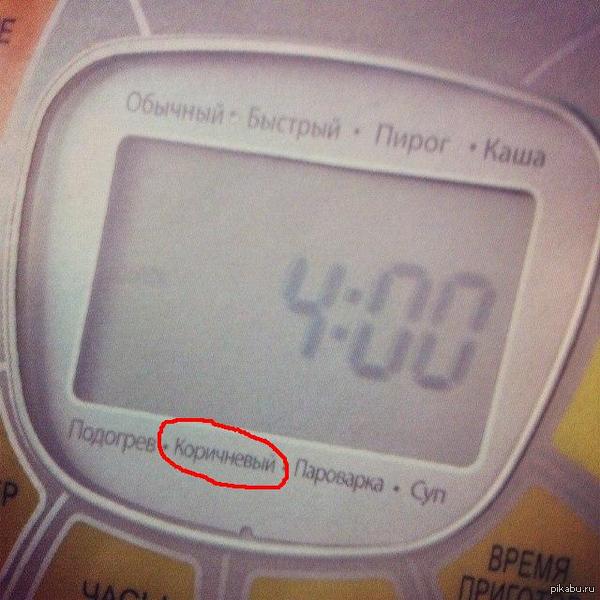 Е
Обычный • Быстрый • Пирог • Каша
4:00
Подогрев • Коричневый • Пароварка • Суп
ВРЕМЯ
pikabu.ru